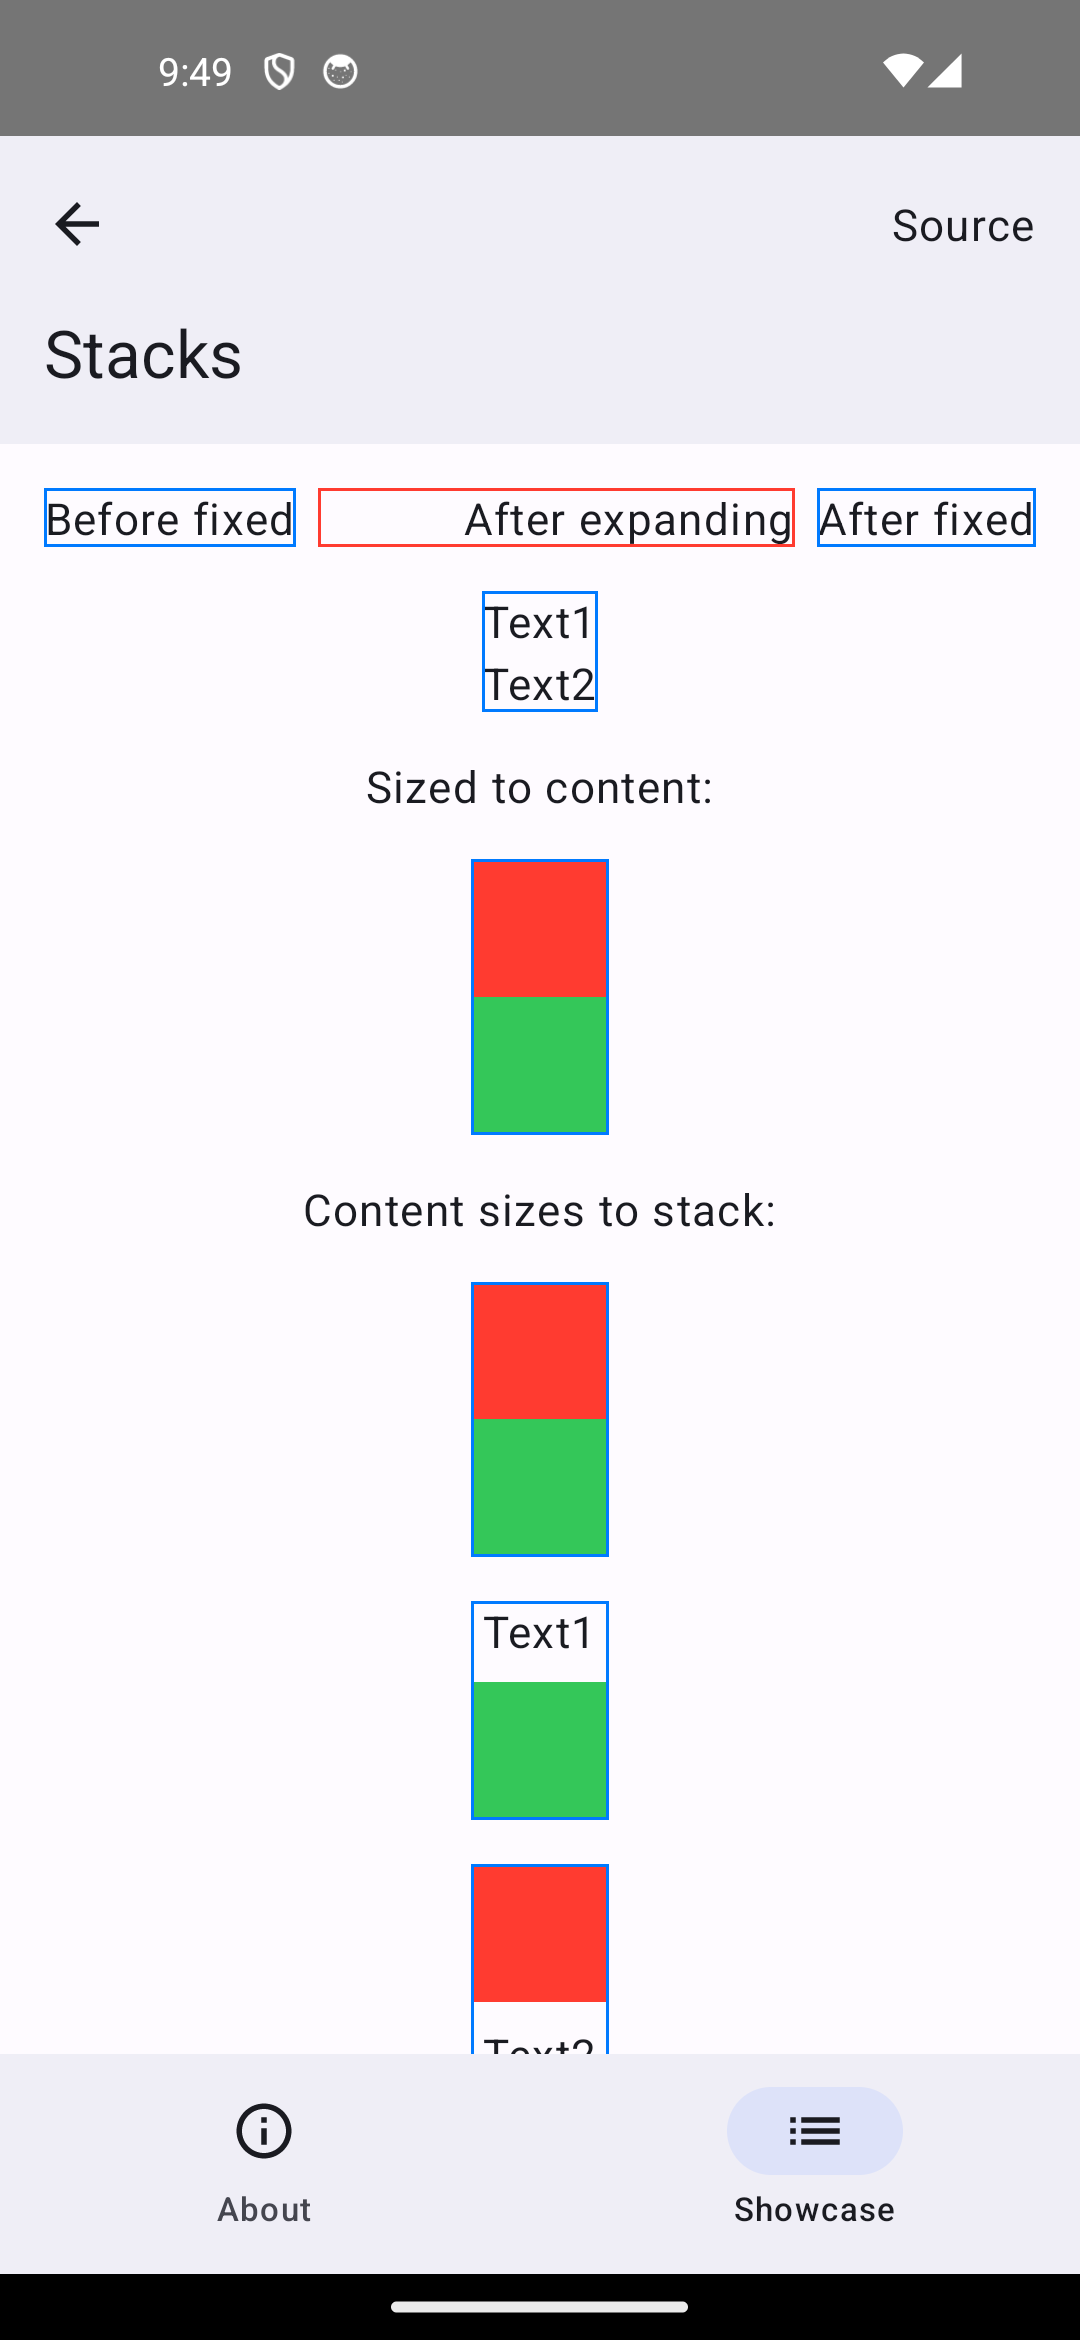 9:49
Source
Stacks
Before fixed After expanding After fixed
Text1
Text2
Sized to content:
Content sizes to stack:
Text1
Text2
About Showcase